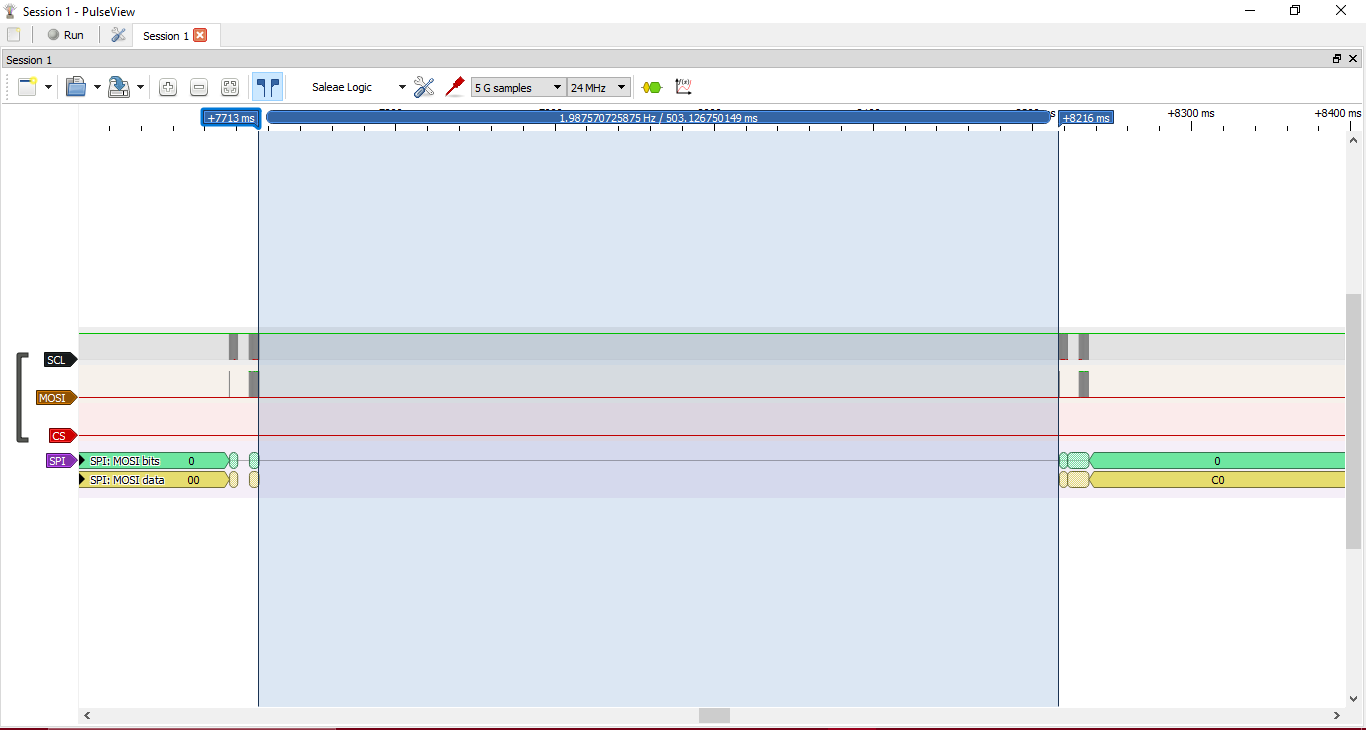 Session 1 - PulseView
Run
Session 1
Session 1
Saleae Logic
5 G samples
24 MHz
+7713 ms
1.987570725875 Hz / 503.126750149 ms
+8216 ms
+8300 ms
+8400 ms
SCL
MOSI
CS
SPI
SPI: MOSI bits
0
0
SPI: MOSI data
00
C0